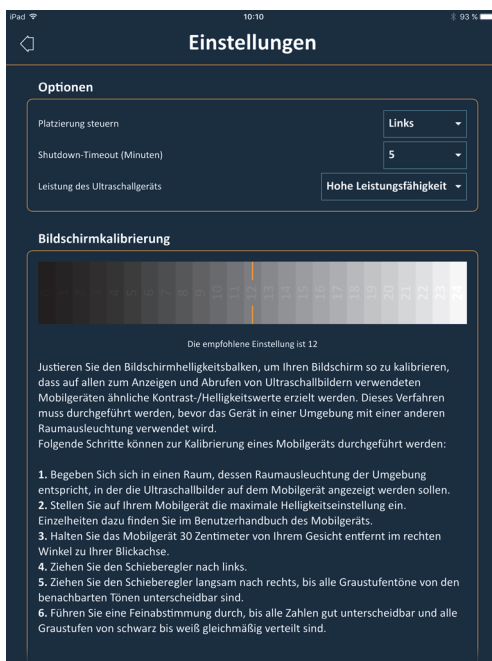 iPad 10:10 93 %
Einstellungen
Optionen
Platzierung steuern Links
Shutdown-Timeout (Minuten) 5
Leistung des Ultraschallgeräts Hohe Leistungsfähigkeit
Bildschirmkalibrierung
1 2 3 4 5 6 7 8 9 10 11 12 13 14 15 16 17 18 19 20 21 22 23 24
Die empfohlene Einstellung ist 12
Justieren Sie den Bildschirmhelligkeitsbalken, um Ihren Bildschirm so zu kalibrieren,
dass auf allen zum Anzeigen und Abrufen von Ultraschallbildern verwendeten
Mobilgeräten ähnliche Kontrast-/Helligkeitswerte erzielt werden. Dieses Verfahren
muss durchgeführt werden, bevor das Gerät in einer Umgebung mit einer anderen
Raumausleuchtung verwendet wird.
Folgende Schritte können zur Kalibrierung eines Mobilgeräts durchgeführt werden:
1. Begeben Sich sich in einen Raum, dessen Raumausleuchtung der Umgebung
entspricht, in der die Ultraschallbilder auf dem Mobilgerät angezeigt werden sollen.
2. Stellen Sie auf Ihrem Mobilgerät die maximale Helligkeitseinstellung ein.
Einzelheiten dazu finden Sie im Benutzerhandbuch des Mobilgeräts.
3. Halten Sie das Mobilgerät 30 Zentimeter von Ihrem Gesicht entfernt im rechten
Winkel zu Ihrer Blickachse.
4. Ziehen Sie den Schieberegler nach links.
5. Ziehen Sie den Schieberegler langsam nach rechts, bis alle Graustufentöne von den
benachbarten Tönen unterscheidbar sind.
6. Führen Sie eine Feinabstimmung durch, bis alle Zahlen gut unterscheidbar und alle
Graustufen von schwarz bis weiß gleichmäßig verteilt sind.